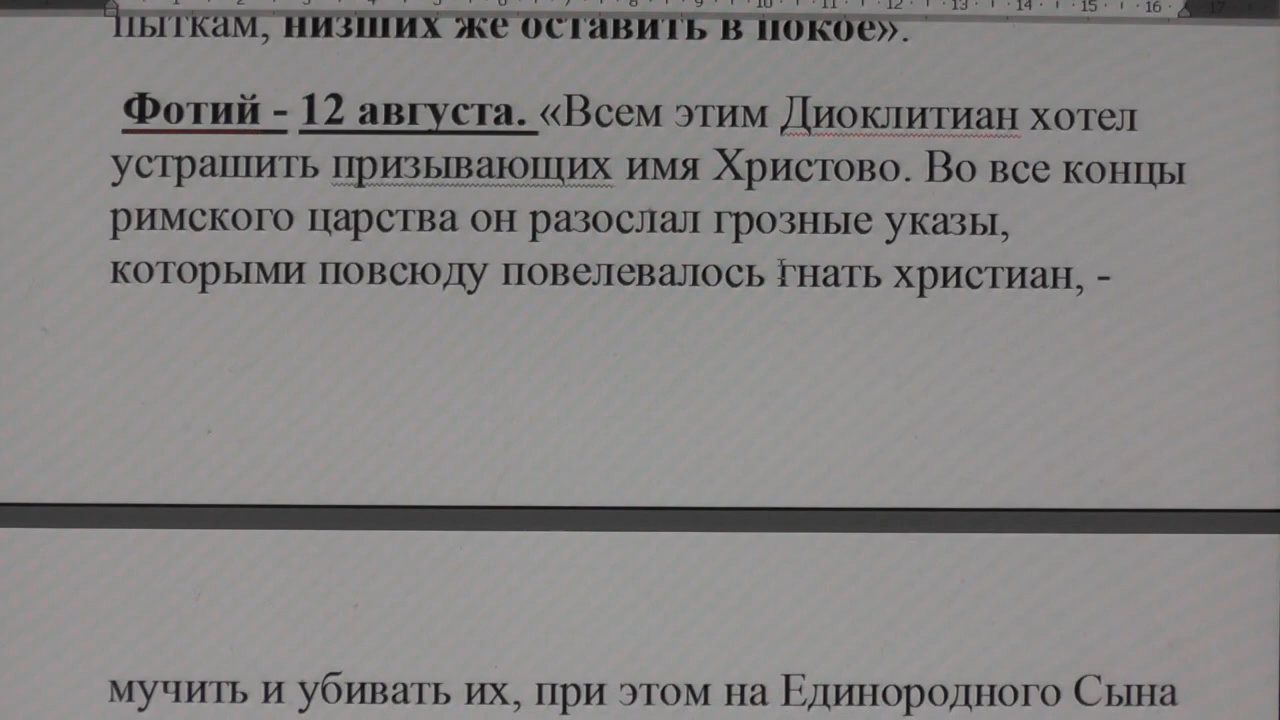 пыткам, низших же оставить в покое».
Фотий - 12 августа. «Всем этим Диоклитиан хотел
устрашить призывающих имя Христово. Во все концы
римского царства он разослал грозные указы,
которыми повсюду повелевалось гнать христиан, -
мучить и убивать их, при этом на Единородного Сына